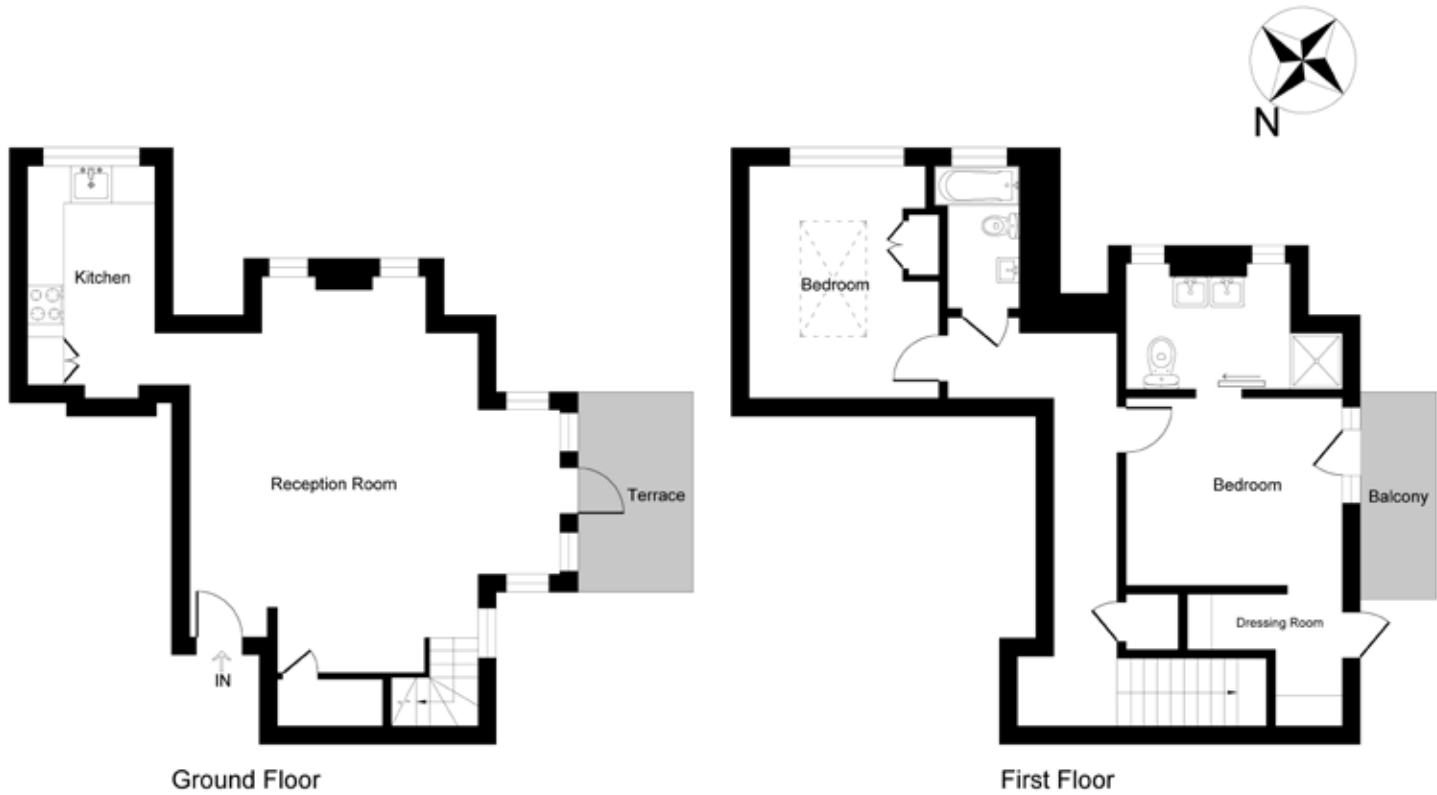 N
Kitchen
Bedroom
Reception Room
Terrace
Bedroom
Balcony
Dressing Room
IN
Ground Floor
First Floor